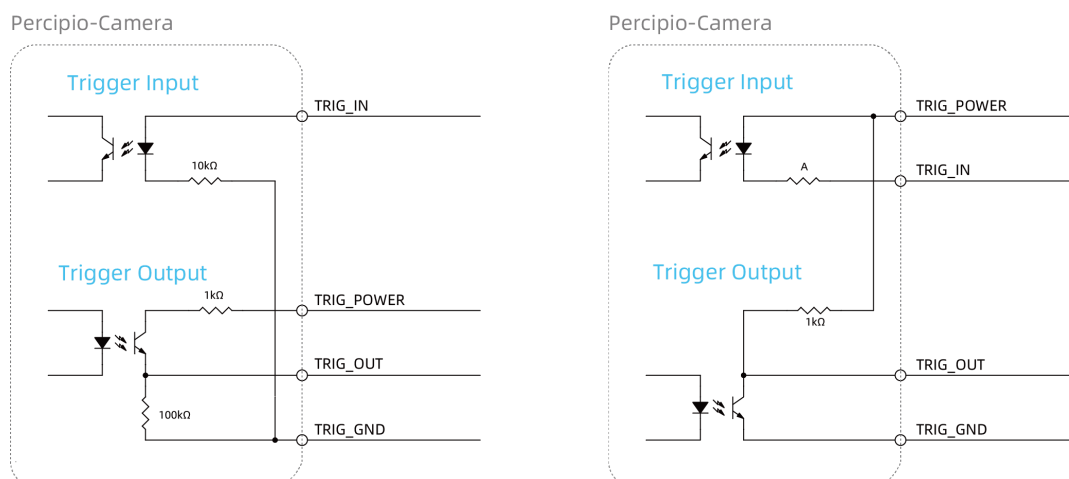 Percipio-Camera
Trigger Input
TRIG_IN
10kΩ
Trigger Output
1kΩ
TRIG_POWER
TRIG_OUT
100kΩ
TRIG_GND
Percipio-Camera
Trigger Input
TRIG_POWER
A
TRIG_IN
Trigger Output
1kΩ
TRIG_OUT
TRIG_GND